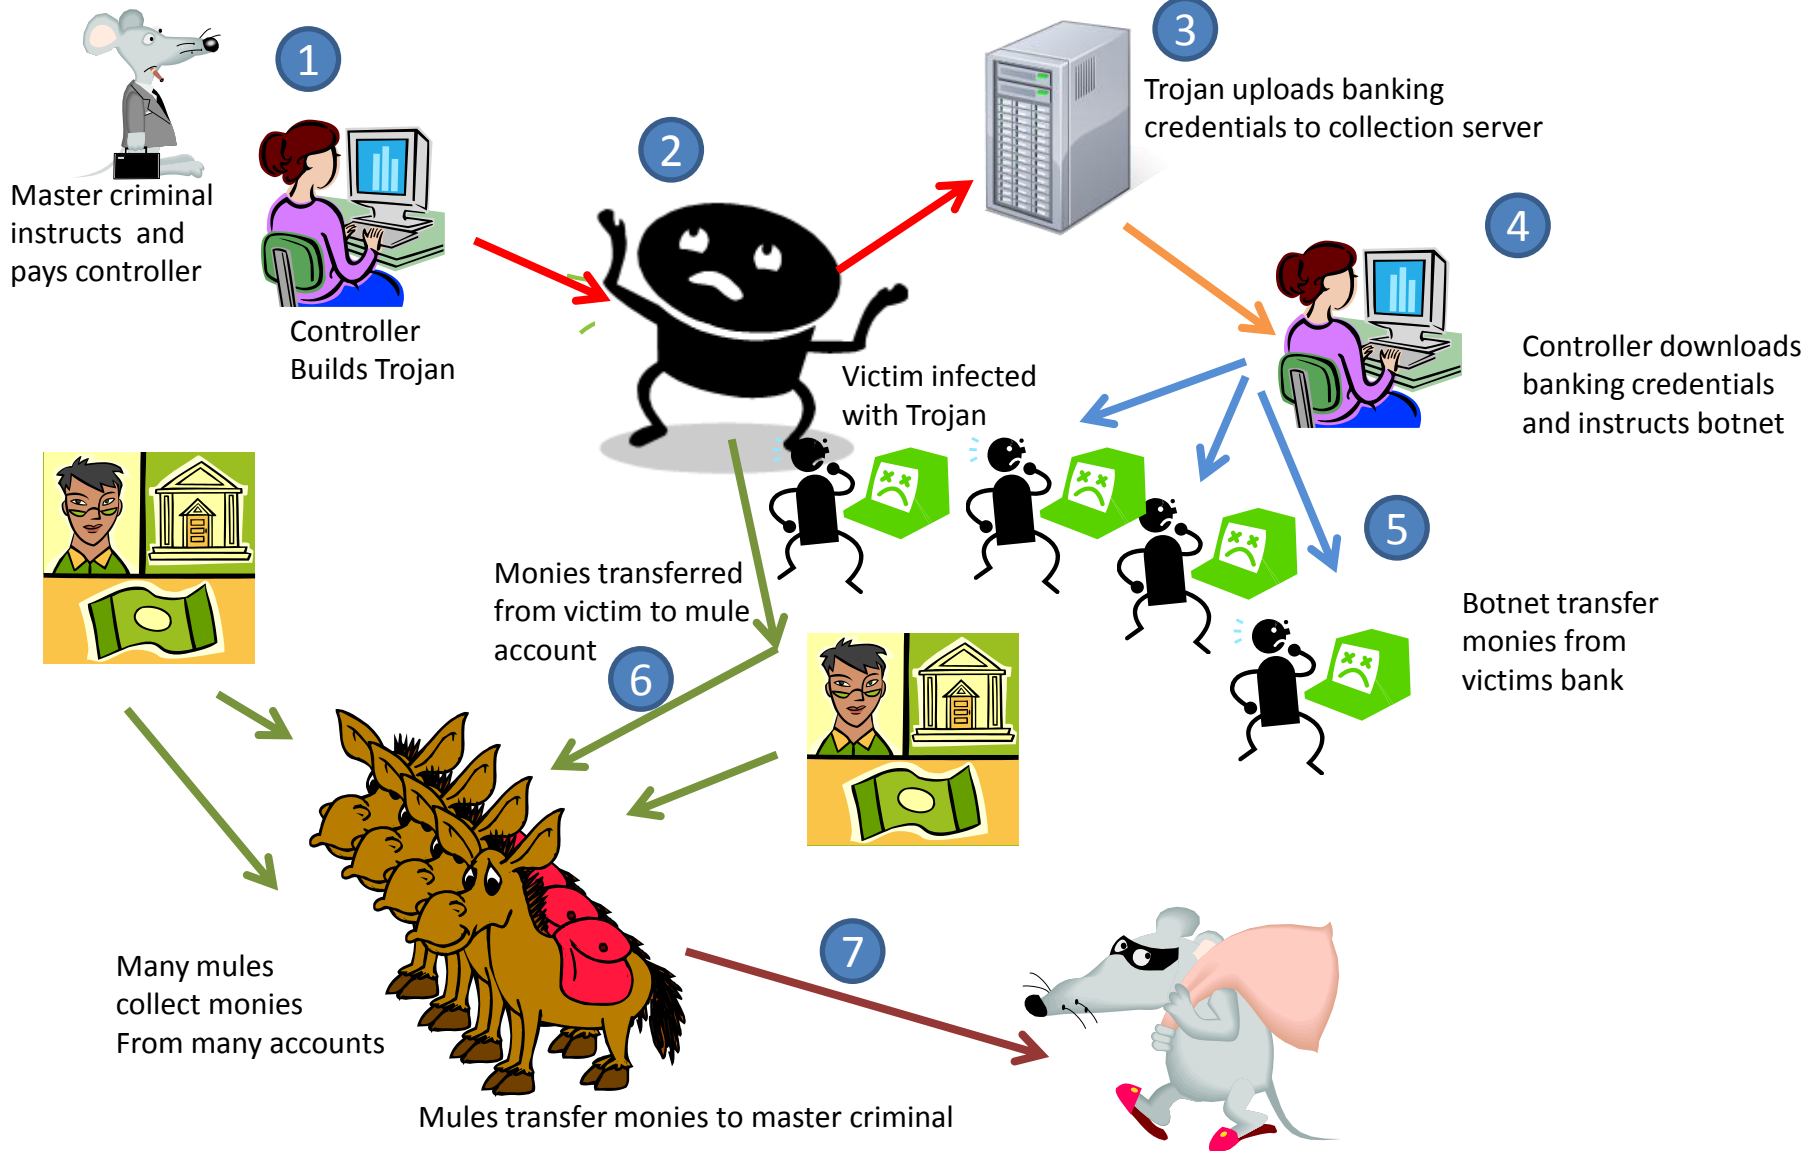 1
Master criminal
instructs and
pays controller
Controller
Builds Trojan
2
Victim infected
with Trojan
3
Trojan uploads banking
credentials to collection server
4
Controller downloads
banking credentials
and instructs botnet
5
Botnet transfer
monies from
victims bank
Monies transferred
from victim to mule
account
6
Many mules
collect monies
From many accounts
7
Mules transfer monies to master criminal